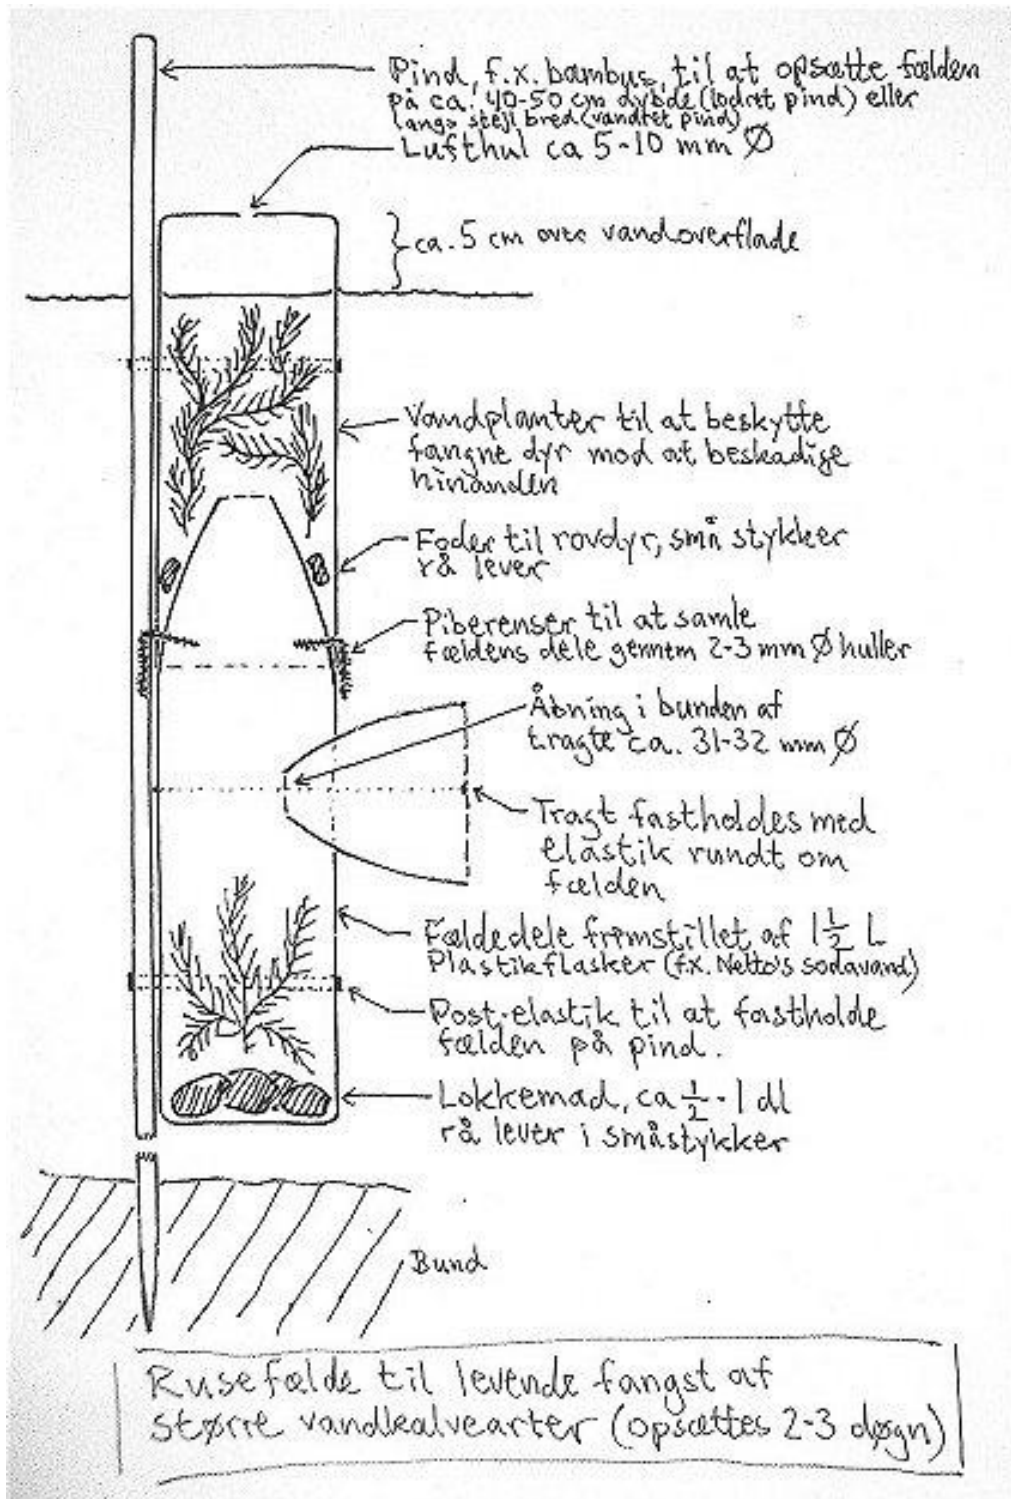 Pind, f.x. bambus, til at opsætte fælden
på ca. 40-50 cm dybde (lodret pind) eller
langs stejl bred (vandret pind)
Lufthul ca 5-10 mm Ø
ca. 5 cm over vandoverflade
Vandplanter til at beskytte
fangne dyr mod at beskadige
hinanden
Foder til rovdyr, små stykker
rå lever
Piberenser til at samle
fældens dele gennem 2-3 mm Ø huller
Åbning i bunden af
tragte ca. 31-32 mm Ø
Tragt fastholdes med
elastik rundt om
fælden
Fældedele fremstillet af 1½ L
Plastikflasker (f.x. Netto's sodavand)
Post-elastik til at fastholde
fælden på pind.
Lokkemad, ca ½-1 dl
rå lever i småstykker
Bund
Rusefælde til levende fangst af
større vandkalvearter (opsættes 2-3 døgn)